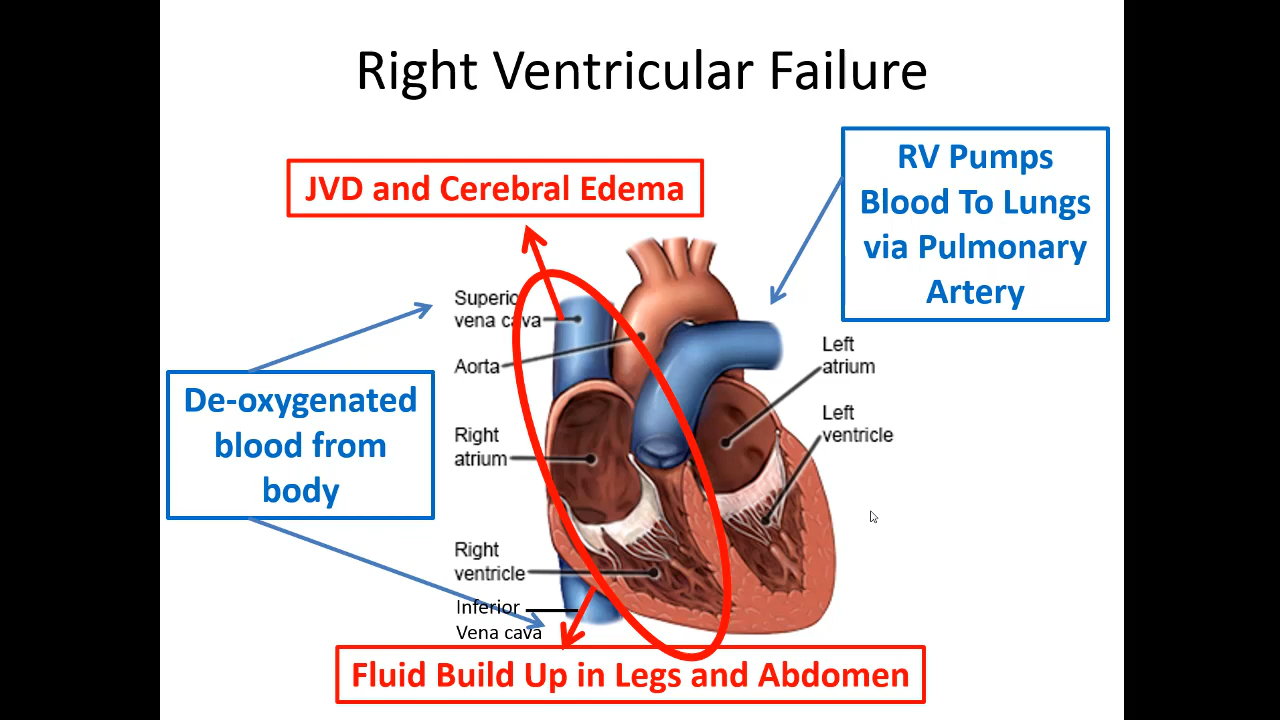 Right Ventricular Failure
JVD and Cerebral Edema
RV Pumps
Blood To Lungs
via Pulmonary
Artery
Superior
vena cava
Aorta
De-oxygenated
blood from
body
Right
atrium
Right
ventricle
Inferior
Vena cava
Left
atrium
Left
ventricle
Fluid Build Up in Legs and Abdomen